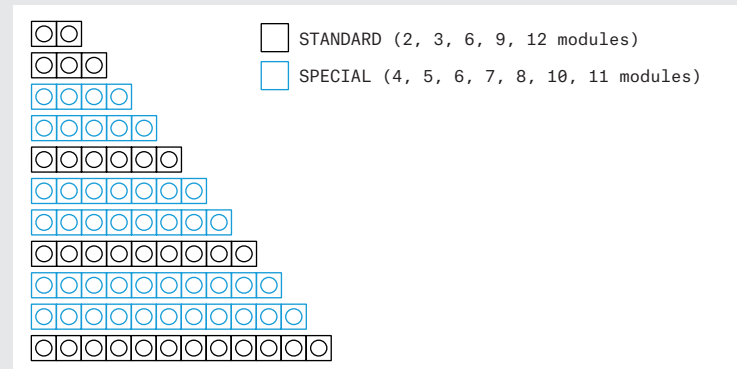 STANDARD (2, 3, 6, 9, 12 modules)
SPECIAL (4, 5, 6, 7, 8, 10, 11 modules)